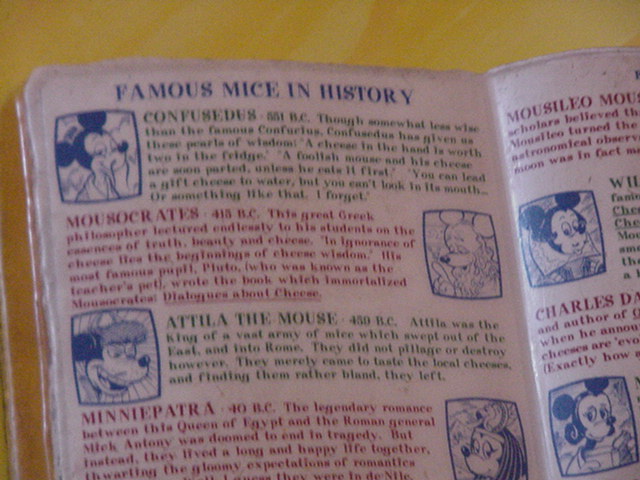 FAMOUS MICE IN HISTORY
CONFUSEDUS · 551 B.C. Though somewhat less wise
than the famous Confucius, Confusedus has given us
these pearls of wisdom: "A cheese in the hand is worth
two in the fridge." "A foolish mouse and his cheese
are soon parted, unless he eats it first." "You can lead
a gift cheese to water, but you can't look in its mouth...
Or something like that. I forget."
MOUSOCRATES · 415 B.C. This great Greek
philosopher lectured endlessly to his students on the
essences of truth, beauty and cheese. "In ignorance of
cheese lies the beginnings of cheese wisdom." His
most famous pupil, Pluto, (who was known as the
teacher's pet), wrote the book which immortalized
Mousocrates: Dialogues about Cheese.
ATTILA THE MOUSE · 450 B.C. Attila was the
king of a vast army of mice which swept out of the
East, and into Rome. They did not pillage or destroy
however. They merely came to taste the local cheeses,
and finding them rather bland, they left.
MINNIEPATRA · 40 B.C. The legendary romance
between this Queen of Egypt and the Roman general
Mick Antony was doomed to end in tragedy. But
instead, they lived a long and happy life together,
thwarting the gloomy expectations of romantics
guess they were in de Nile.
MOUSILEO
scholars believed
Mousileo turned the
astronomical
moon was in fact
CHARLES
and author of
when he
cheeses are
(Exactly how